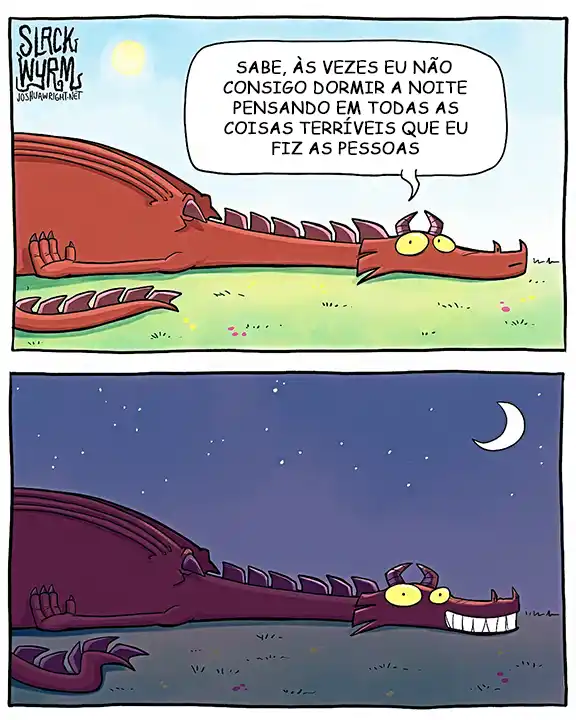 SLACK
WYRM
JOSHUAWRIGHT.NET
SABE, ÀS VEZES EU NÃO
CONSIGO DORMIR A NOITE
PENSANDO EM TODAS AS
COISAS TERRÍVEIS QUE EU
FIZ AS PESSOAS